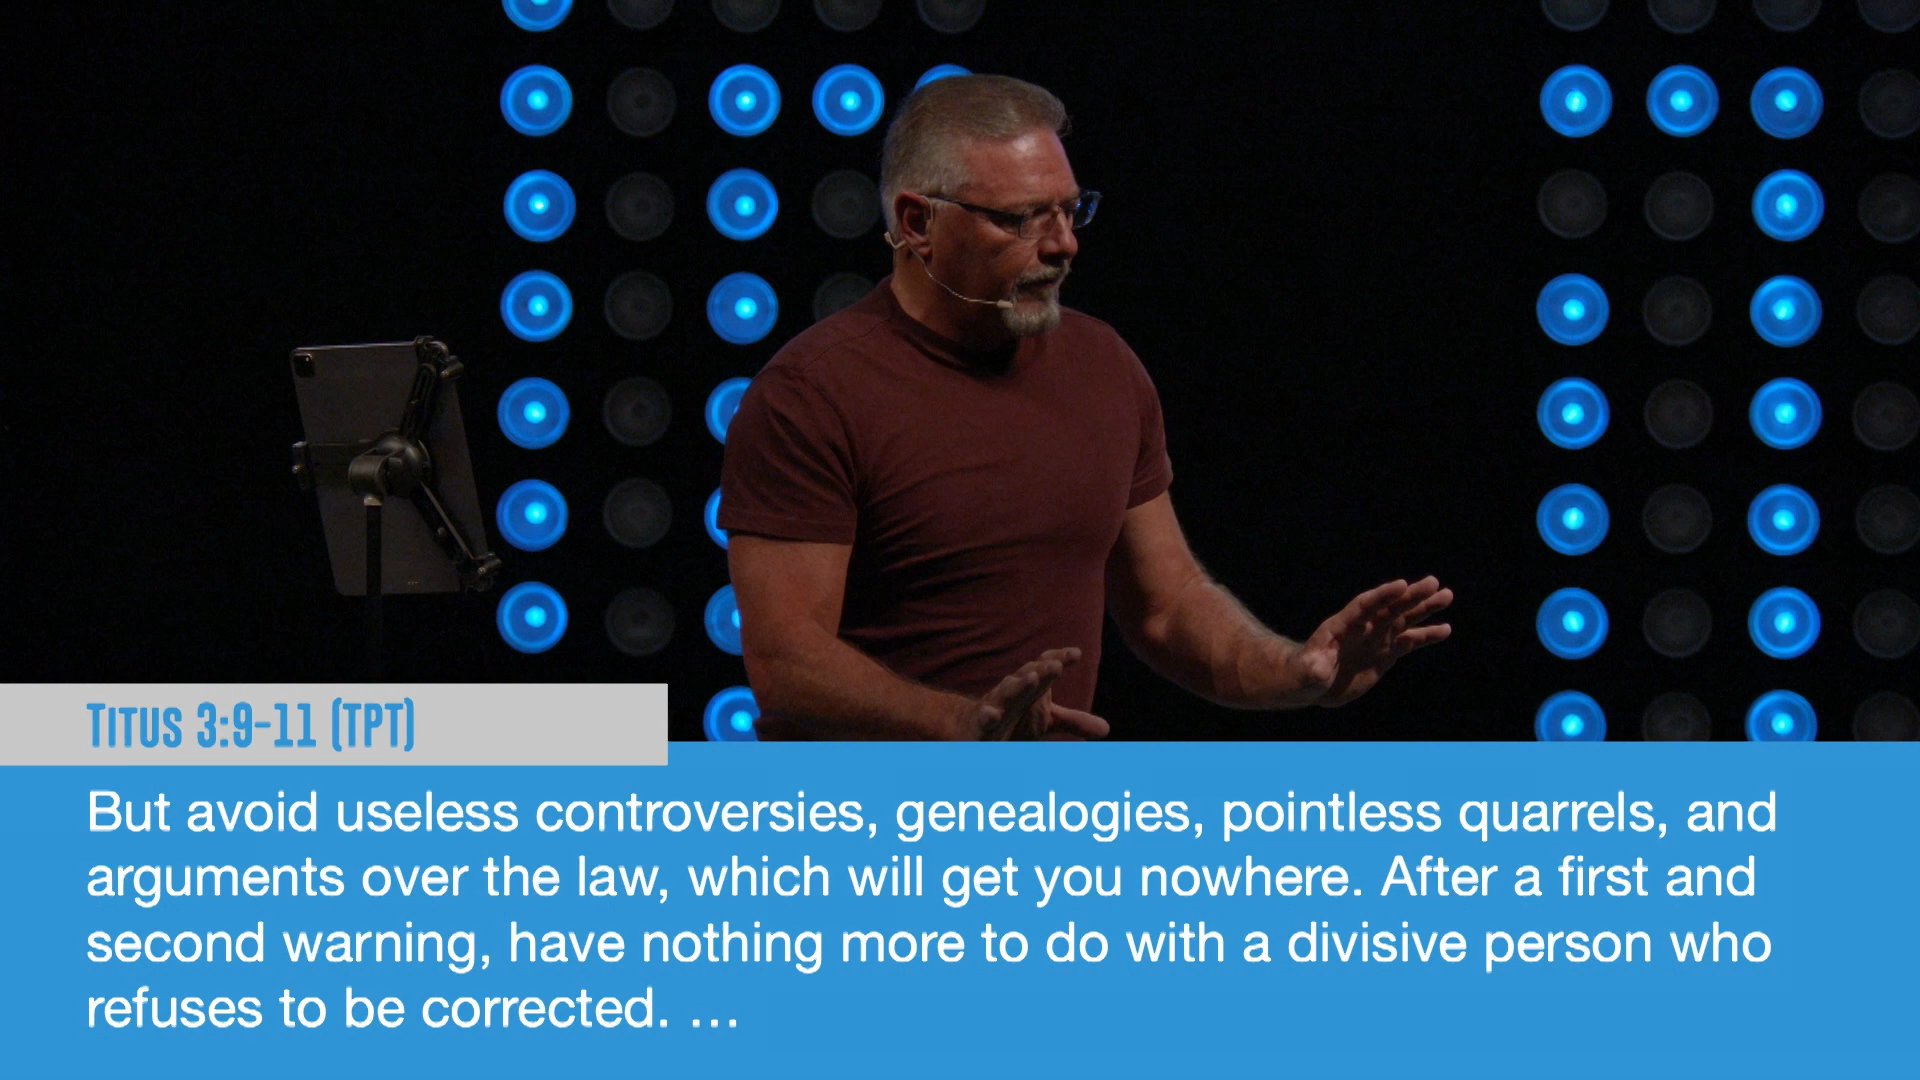 Titus 3:9-11 (TPT)
But avoid useless controversies, genealogies, pointless quarrels, and
arguments over the law, which will get you nowhere. After a first and
second warning, have nothing more to do with a divisive person who
refuses to be corrected. …